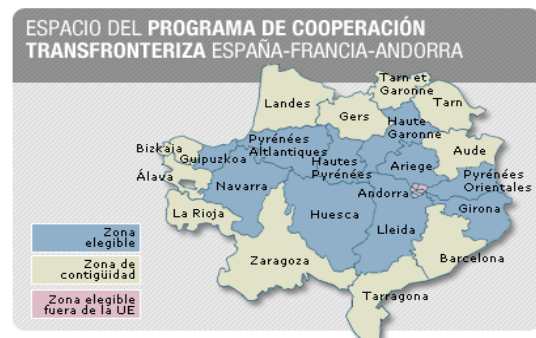 ESPACIO DEL PROGRAMA DE COOPERACIÓN
TRANSFRONTERIZA ESPAÑA-FRANCIA-ANDORRA
Tarn et
Garonne
Tarn
Landes
Gers
Haute
Garonne
Bizkaja
Guipuzkoa
Pyrénées
Altlantiques
Hautes
Pyrénées
Ariege
Aude
Álava
Navarra
Andorra
Pyrénées
Orientales
La Rioja
Huesca
Lleida
Girona
Zona
elegible
Zona de
contigüidad
Zona elegible
fuera de la UE
Zaragoza
Barcelona
Tarragona